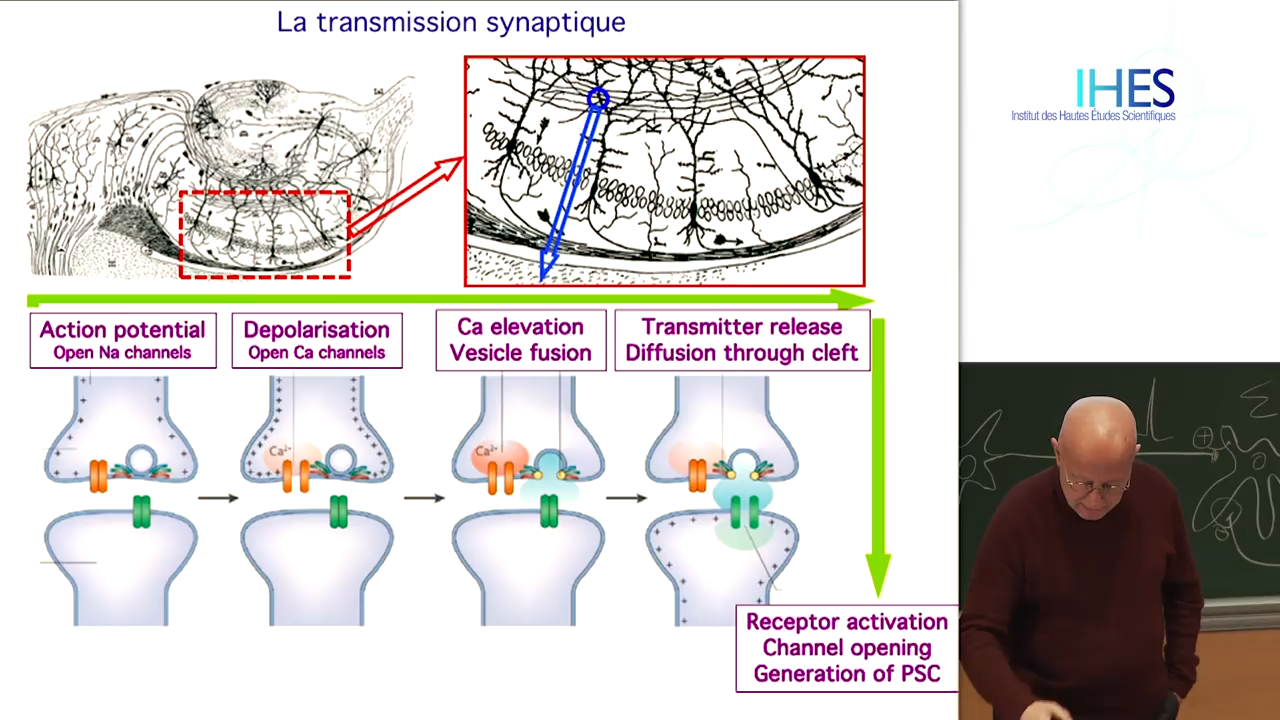 La transmission synaptique
IHES
Institut des Hautes Études Scientifiques
Action potential
Open Na channels
Depolarisation
Open Ca channels
Ca elevation
Vesicle fusion
Transmitter release
Diffusion through cleft
Ca²⁺
Ca²⁺
Receptor activation
Channel opening
Generation of PSC